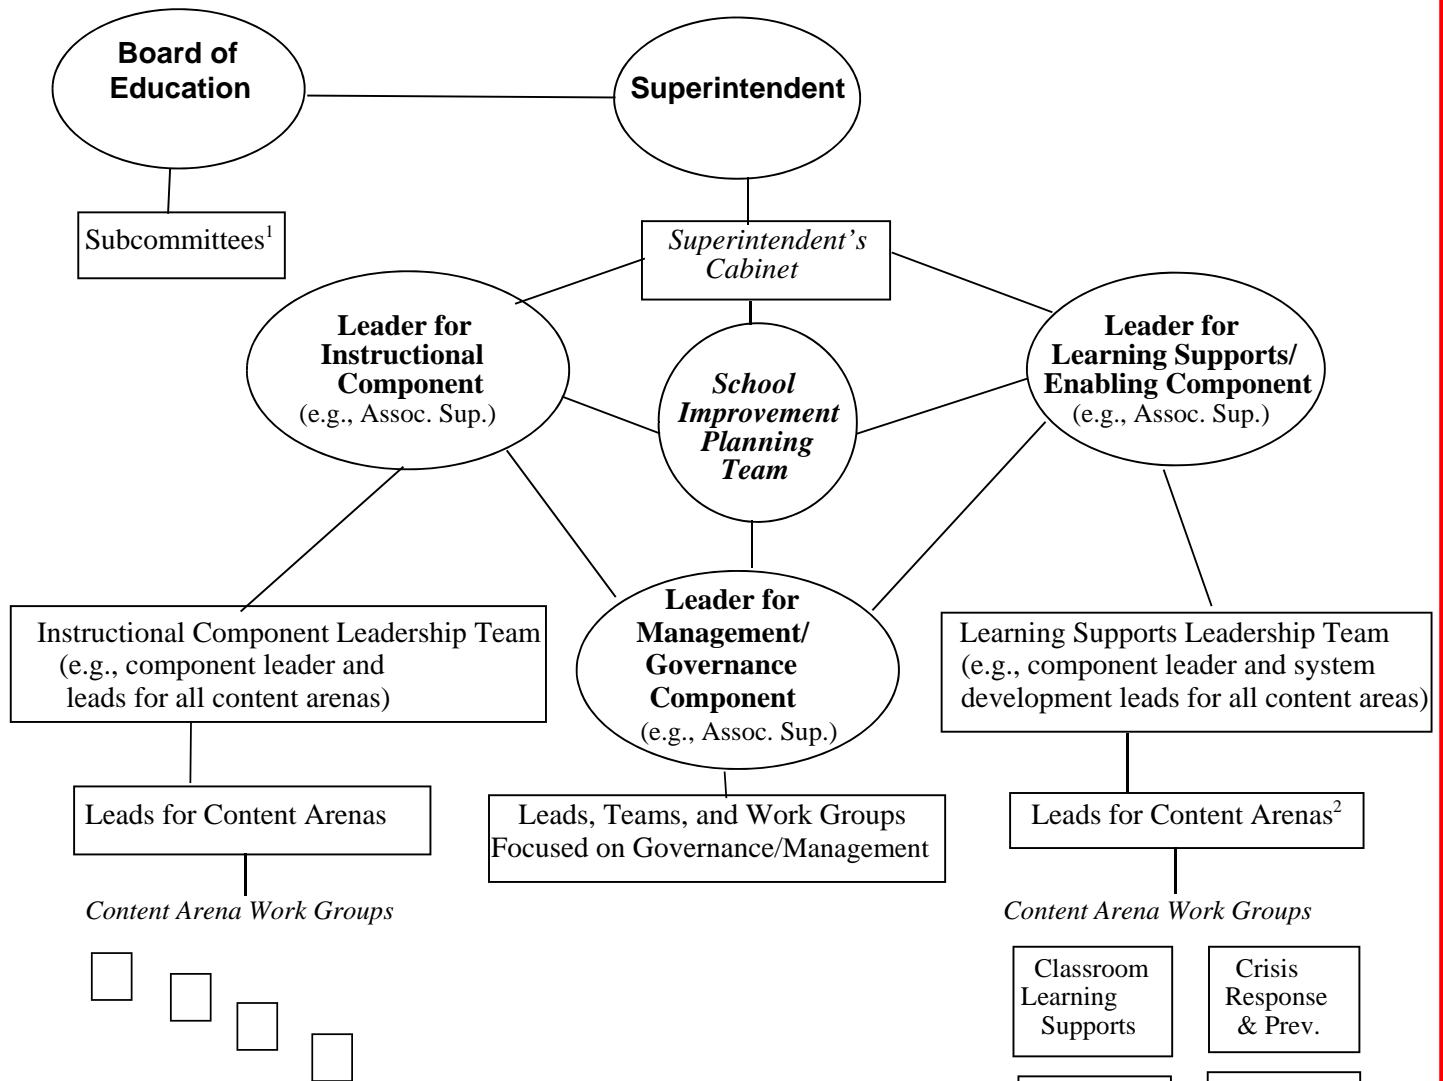 Board of
Education
Superintendent
Subcommittees¹
Superintendent's
Cabinet
Leader for
Instructional
Component
(e.g., Assoc. Sup.)
School
Improvement
Planning
Team
Leader for
Learning Supports/
Enabling Component
(e.g., Assoc. Sup.)
Instructional Component Leadership Team
(e.g., component leader and
leads for all content arenas)
Leader for
Management/
Governance
Component
(e.g., Assoc. Sup.)
Learning Supports Leadership Team
(e.g., component leader and system
development leads for all content areas)
Leads for Content Arenas
Leads, Teams, and Work Groups
Focused on Governance/Management
Leads for Content Arenas²
Content Arena Work Groups
Content Arena Work Groups
Classroom
Learning
Supports
Crisis
Response
& Prev.